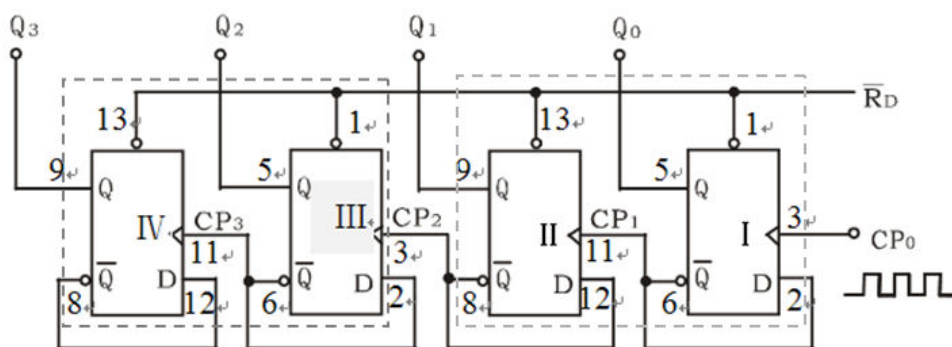 Q3 Q2 Q1 Q0
R̅D
13↵ 1↵ 13↵ 1↵
9↵ Q 5↵ Q 9↵ Q 5↵ Q
IV↵ CP3 III↵ CP2 II CP1 I 3↵ CP0
11↵ 3↵ 11↵
Q̅ D Q̅ D Q̅ D Q̅ D
8↵ 12↵ 6↵ 2↵ 8↵ 12↵ 6↵ 2↵